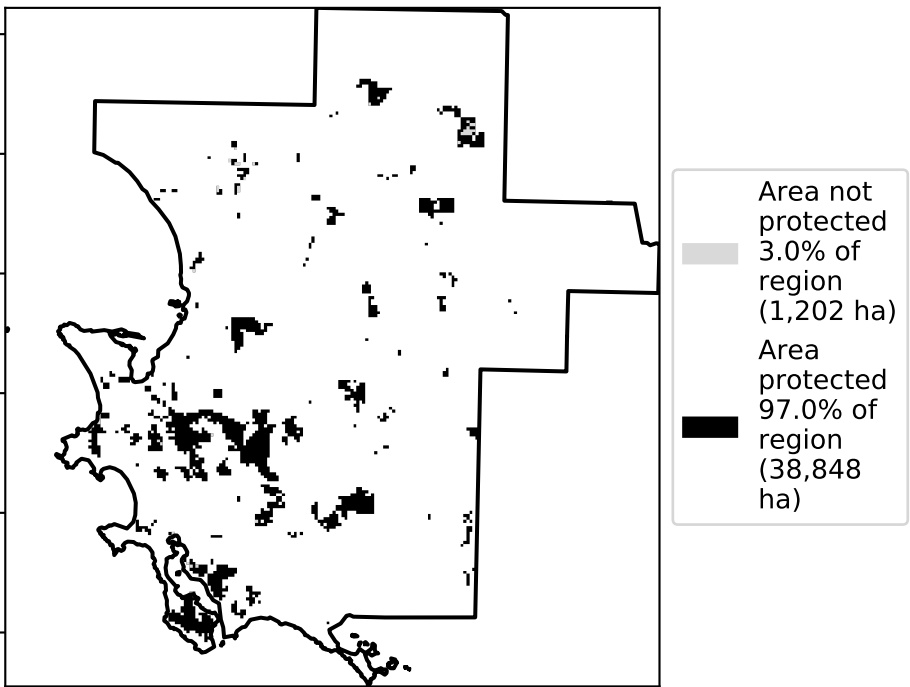 Area not
protected
3.0% of
region
(1,202 ha)
Area
protected
97.0% of
region
(38,848
ha)